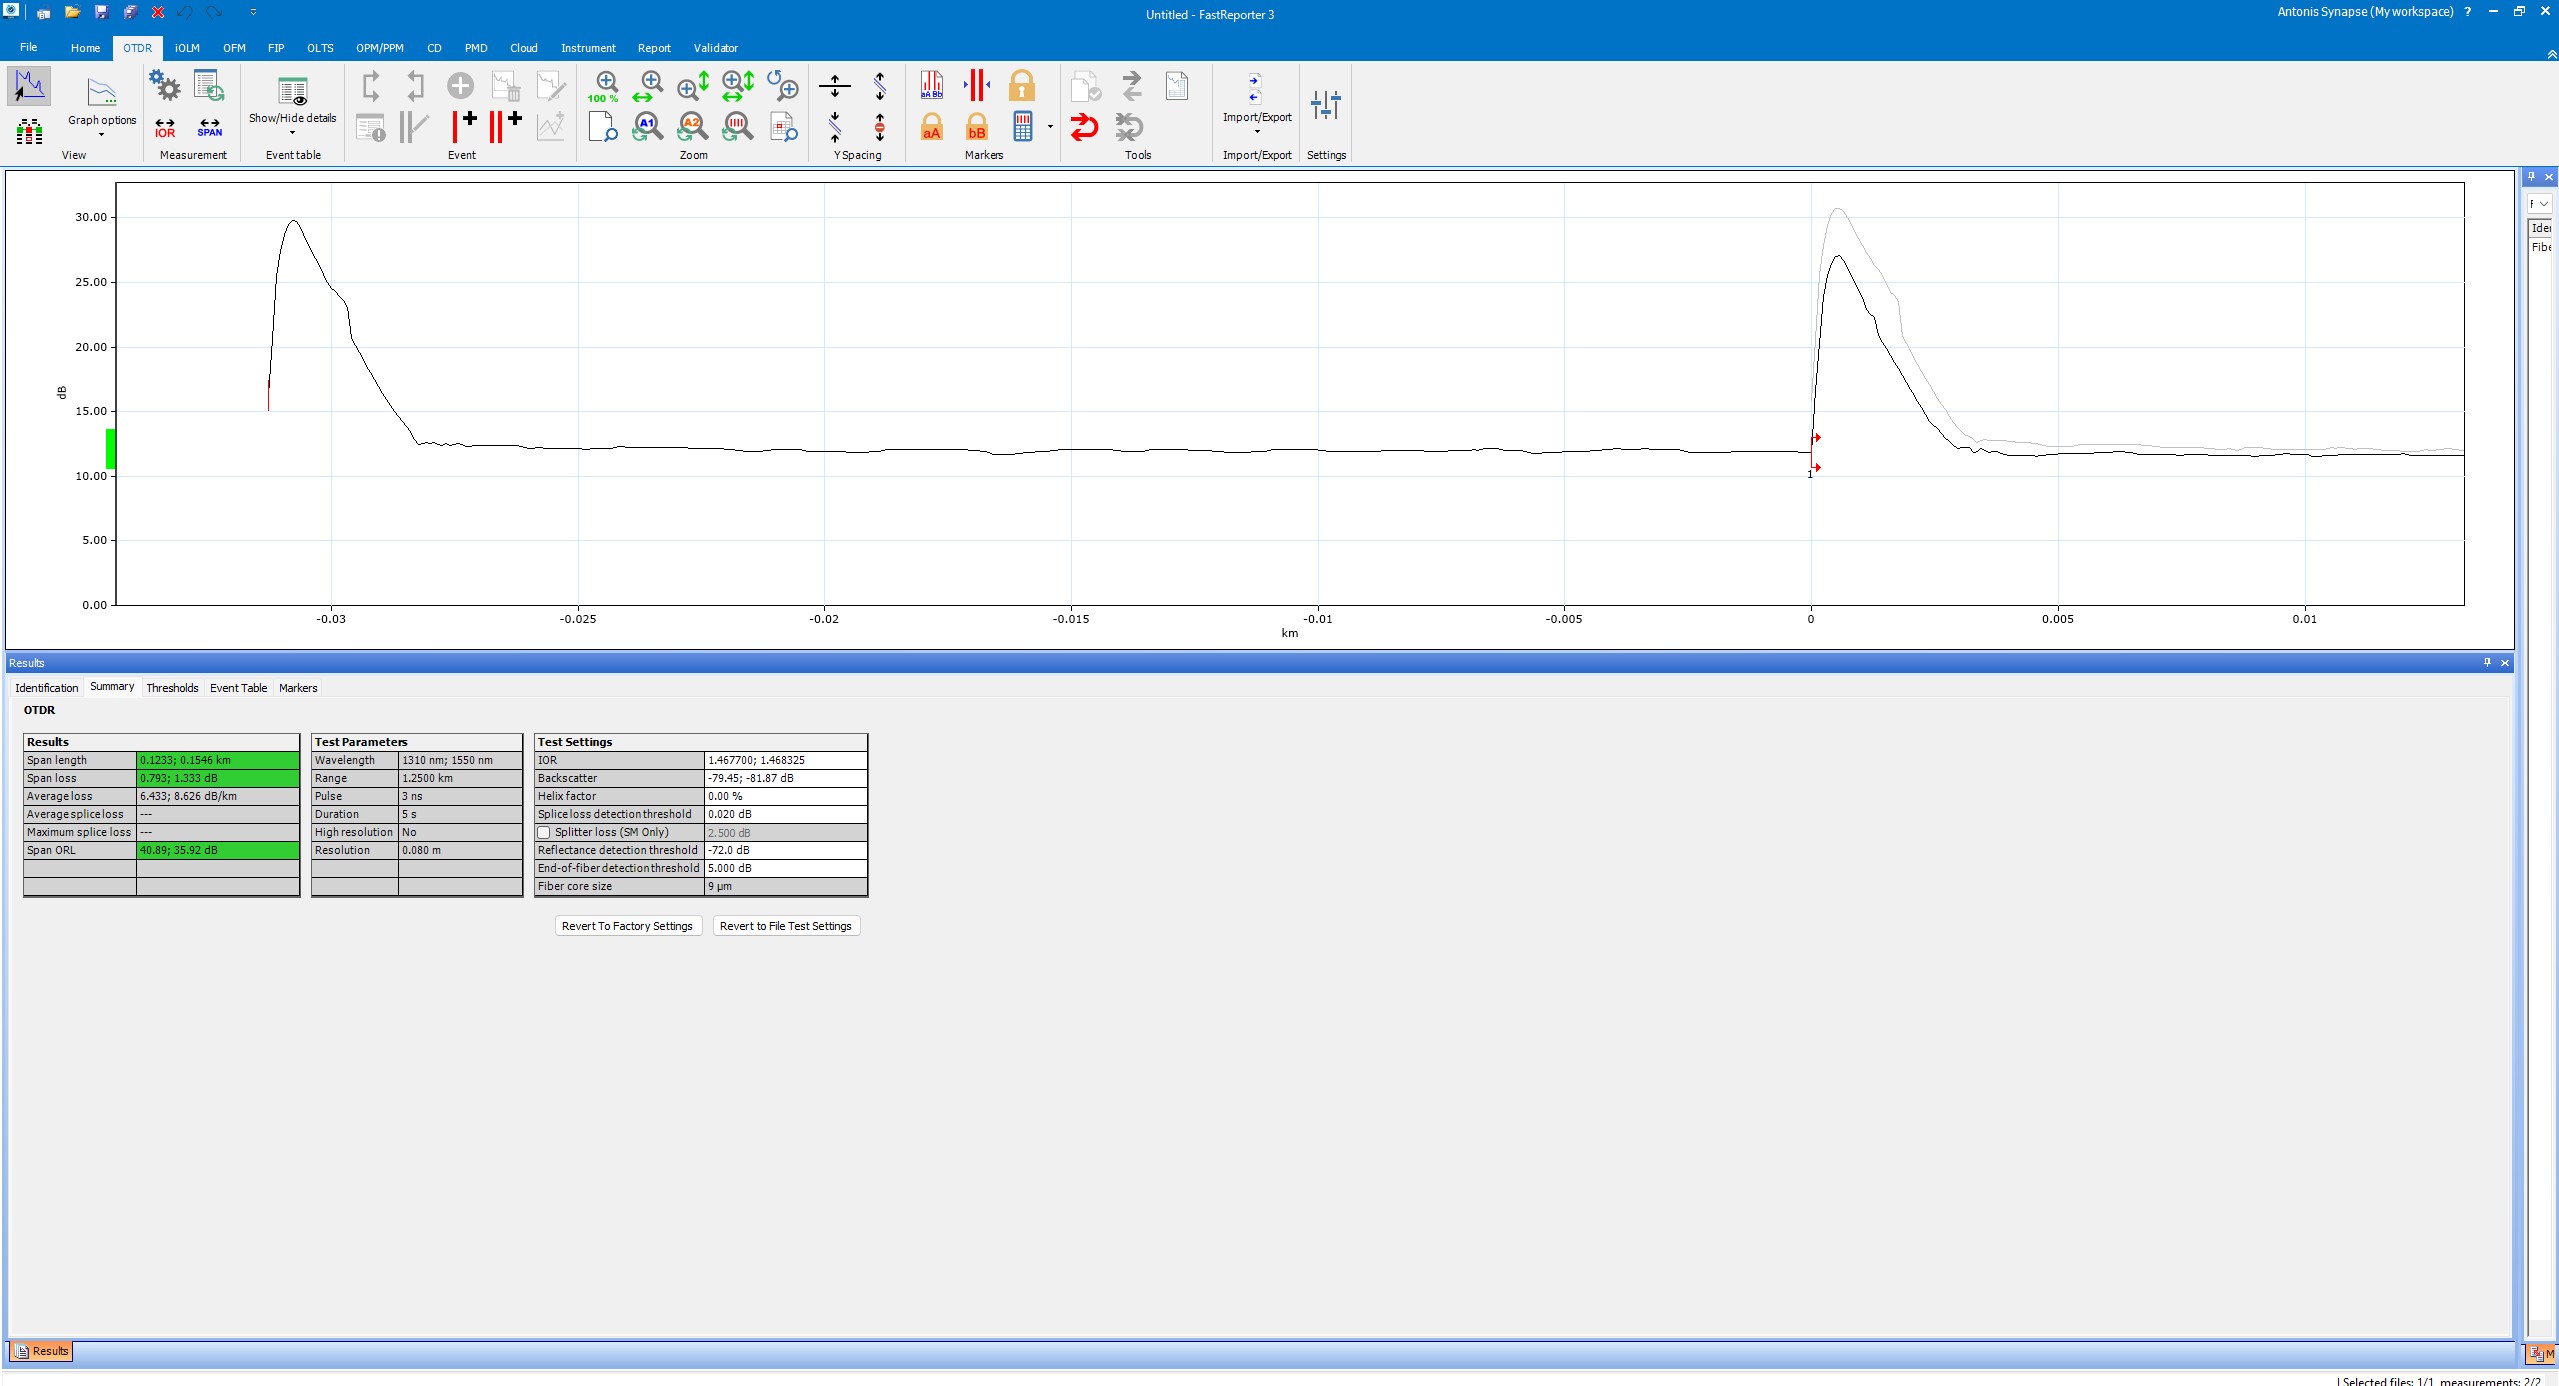 Untitled - FastReporter 3
Antonis Synapse (My workspace) ?
File Home OTDR iOLM OFM FIP OLTS OPM/PPM CD PMD Cloud Instrument Report Validator
Graph options
View
IOR SPAN
Measurement
Show/Hide details
Event table
Event
100 %
A1 A2
Zoom
Y Spacing
aA Bb
aA bB
Markers
Tools
Import/Export
Import/Export
Settings
30.00
25.00
20.00
15.00
10.00
5.00
0.00
dB
1
-0.03 -0.025 -0.02 -0.015 -0.01 -0.005 0 0.005 0.01
km
Results
Identification Summary Thresholds Event Table Markers
OTDR
Results
Span length 0.1233; 0.1546 km
Span loss 0.793; 1.333 dB
Average loss 6.433; 8.626 dB/km
Average splice loss ---
Maximum splice loss ---
Span ORL 40.89; 35.92 dB
Test Parameters
Wavelength 1310 nm; 1550 nm
Range 1.2500 km
Pulse 3 ns
Duration 5 s
High resolution No
Resolution 0.080 m
Test Settings
IOR 1.467700; 1.468325
Backscatter -79.45; -81.87 dB
Helix factor 0.00 %
Splice loss detection threshold 0.020 dB
Splitter loss (SM Only) 2.500 dB
Reflectance detection threshold -72.0 dB
End-of-fiber detection threshold 5.000 dB
Fiber core size 9 µm
Revert To Factory Settings Revert to File Test Settings
Results
M
Selected files: 1/1 measurements: 2/2